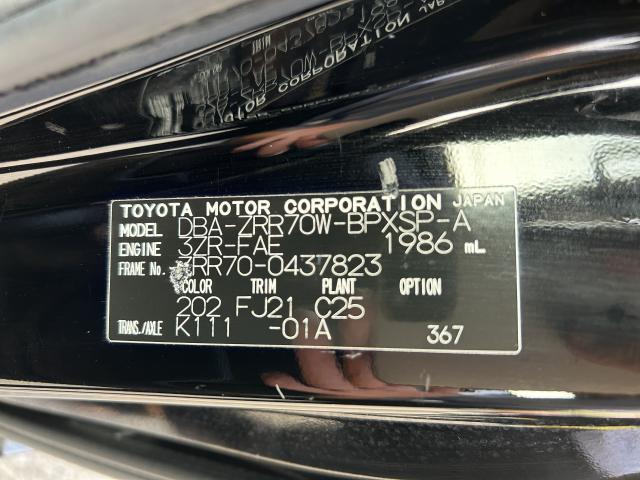 TOYOTA MOTOR CORPORATION JAPAN
MODEL DBA-ZRR70W-BPXSP-A
ENGINE 3ZR-FAE 1986 mL
FRAME No. ZRR70-0437823
COLOR TRIM PLANT OPTION
202 FJ21 C25
TRANS./AXLE K111 -01A 367